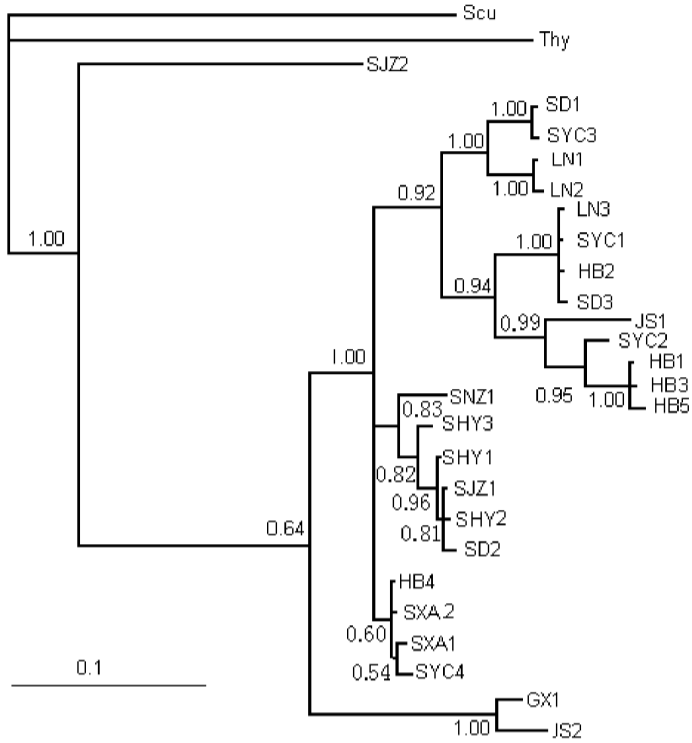 Scu
Thy
SJZ2
1.00
SD1
1.00
SYC3
LN1
1.00
LN2
0.92
LN3
1.00
SYC1
1.00
HB2
0.94
SD3
0.99
JS1
SYC2
I.00
HB1
0.95
1.00
HB3
SNZ1
HB5
0.83
SHY3
SHY1
0.82
SJZ1
0.96
SHY2
0.64
0.81
SD2
HB4
SXA.2
0.60
SXA1
0.1
0.54
SYC4
GX1
1.00
JS2